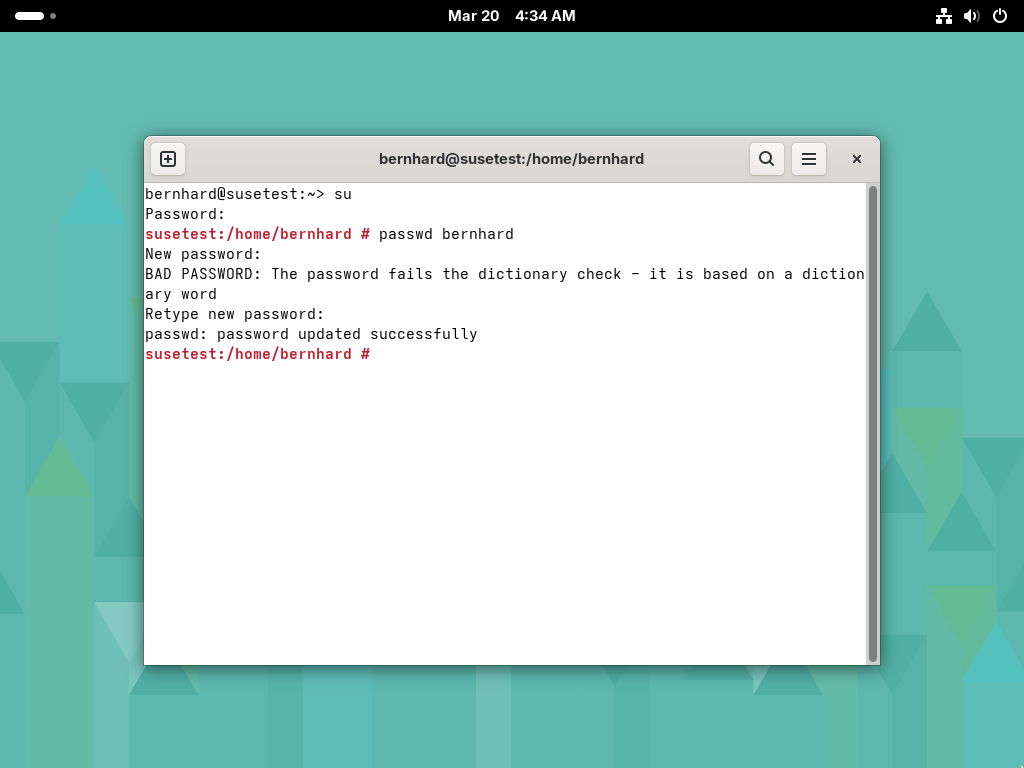 Mar 20 4:34 AM
bernhard@susetest:/home/bernhard
bernhard@susetest:~> su
Password:
susetest:/home/bernhard # passwd bernhard
New password:
BAD PASSWORD: The password fails the dictionary check - it is based on a diction
ary word
Retype new password:
passwd: password updated successfully
susetest:/home/bernhard #